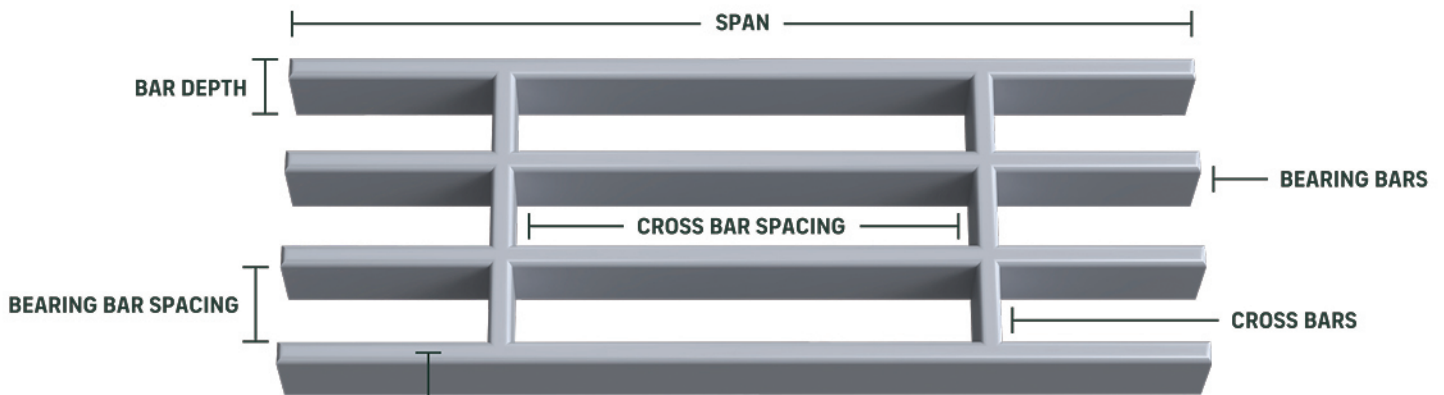 SPAN
BAR DEPTH
BEARING BARS
CROSS BAR SPACING
BEARING BAR SPACING
CROSS BARS